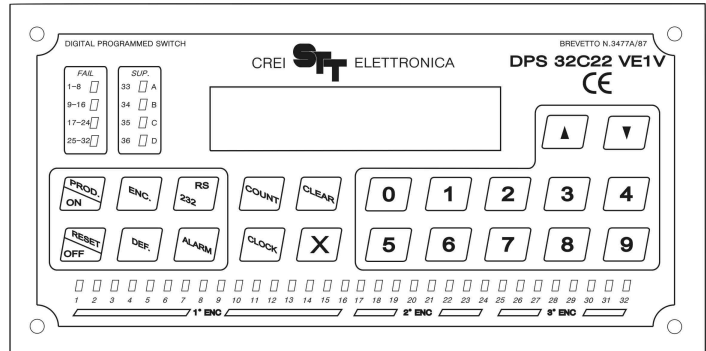 DIGITAL PROGRAMMED SWITCH
BREVETTO N.3477A/87
CREI SFT ELETTRONICA
DPS 32C22 VE1V
CE
FAIL SUP.
1-8 33 A
9-16 34 B
17-24 35 C
25-32 36 D
▲ ▼
PROD. ON ENC. RS 232 COUNT CLEAR 0 1 2 3 4
RESET OFF DEF. ALARM CLOCK X 5 6 7 8 9
1 2 3 4 5 6 7 8 9 10 11 12 13 14 15 16 17 18 19 20 21 22 23 24 25 26 27 28 29 30 31 32
1° ENC 2° ENC 3° ENC